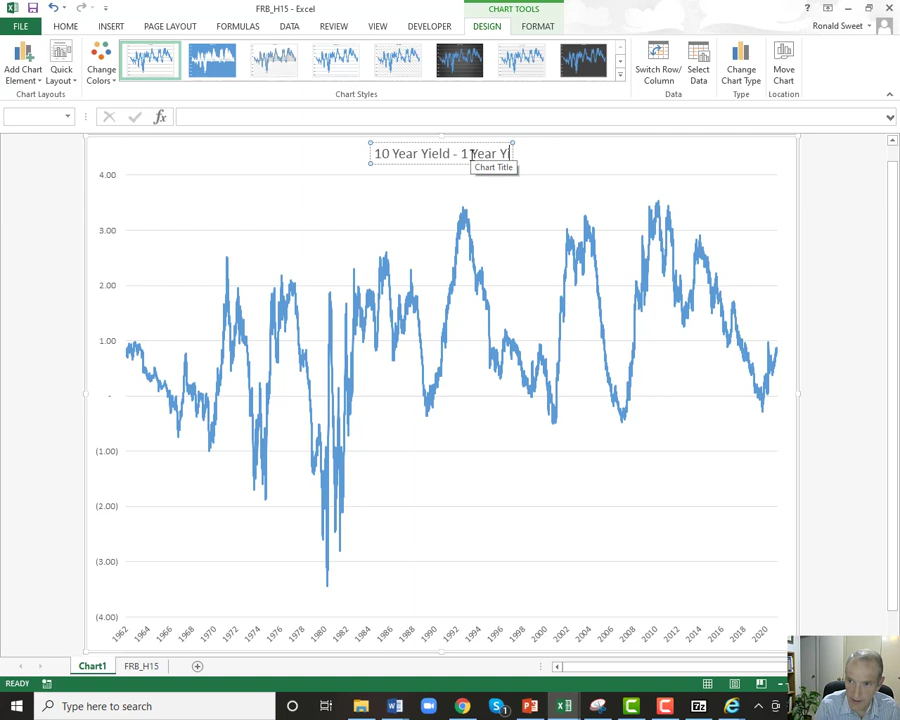 FRB_H15 - Excel
CHART TOOLS
?
FILE HOME INSERT PAGE LAYOUT FORMULAS DATA REVIEW VIEW DEVELOPER DESIGN FORMAT
Ronald Sweet
Add Chart Element
Quick Layout
Change Colors
Switch Row/ Column
Select Data
Change Chart Type
Move Chart
Chart Layouts
Chart Styles
Data
Type
Location
fx
10 Year Yield - 1 Year Yi
Chart Title
4.00
3.00
2.00
1.00
-
(1.00)
(2.00)
(3.00)
(4.00)
1962 1964 1966 1968 1970 1972 1974 1976 1978 1980 1982 1984 1986 1988 1990 1992 1994 1996 1998 2000 2002 2004 2006 2008 2010 2012 2014 2016 2018 2020
Chart1 FRB_H15
READY
Type here to search